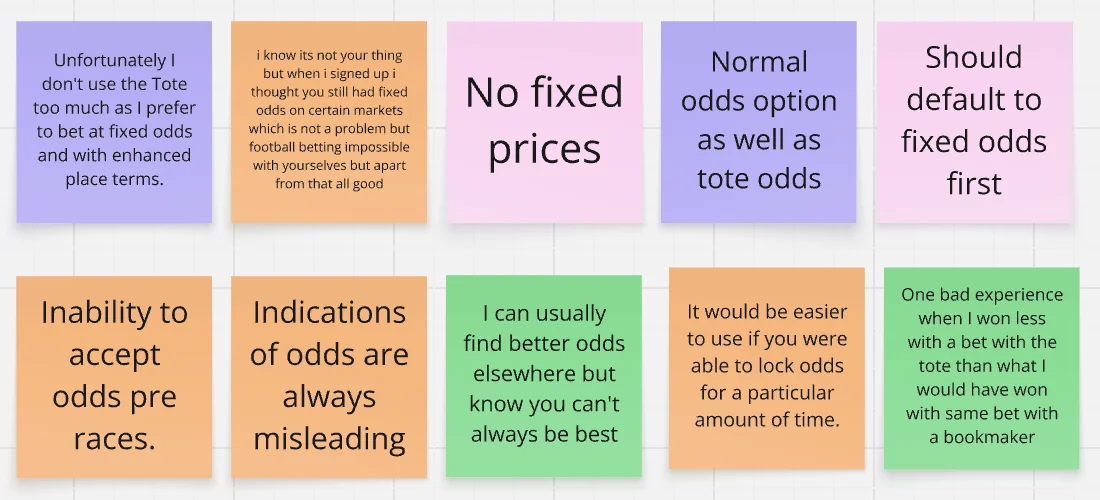 Unfortunately I
don't use the Tote
too much as I prefer
to bet at fixed odds
and with enhanced
place terms.
i know its not your thing
but when i signed up i
thought you still had fixed
odds on certain markets
which is not a problem but
football betting impossible
with yourselves but apart
from that all good
No fixed
prices
Normal
odds option
as well as
tote odds
Should
default to
fixed odds
first
Inability to
accept
odds pre
races.
Indications
of odds are
always
misleading
I can usually
find better odds
elsewhere but
know you can't
always be best
It would be easier
to use if you were
able to lock odds
for a particular
amount of time.
One bad experience
when I won less
with a bet with the
tote than what I
would have won
with same bet with
a bookmaker